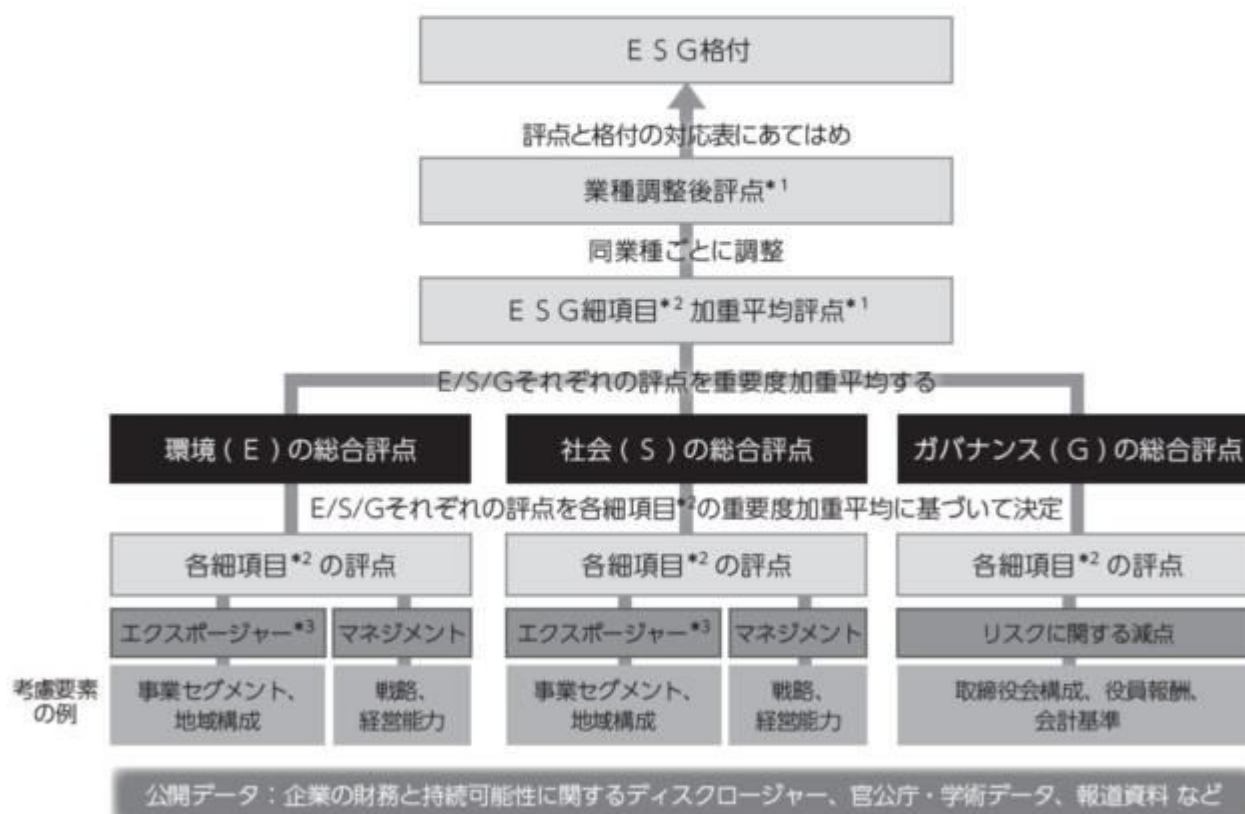 ESG格付
評点と格付の対応表にあてはめ
業種調整後評点*1
同業種ごとに調整
ESG細項目*2 加重平均評点*1
E/S/Gそれぞれの評点を重要度加重平均する
環境(E)の総合評点
社会(S)の総合評点
ガバナンス(G)の総合評点
E/S/Gそれぞれの評点を各細項目*2の重要度加重平均に基づいて決定
各細項目*2 の評点
各細項目*2 の評点
各細項目*2 の評点
エクスポージャー*3
マネジメント
エクスポージャー*3
マネジメント
リスクに関する減点
考慮要素
の例
事業セグメント、
地域構成
戦略、
経営能力
事業セグメント、
地域構成
戦略、
経営能力
取締役会構成、役員報酬、
会計基準
公開データ：企業の財務と持続可能性に関するディスクロージャー、官公庁・学術データ、報道資料 など